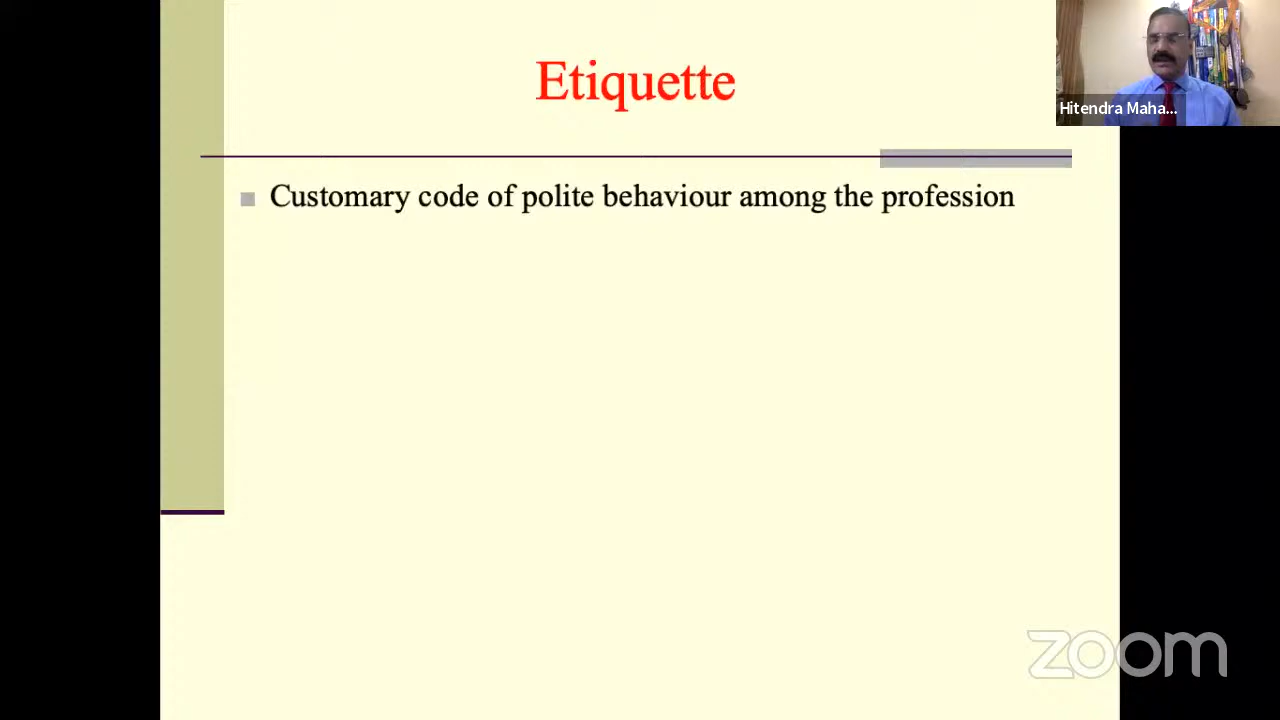 Etiquette
Hitendra Maha...
Customary code of polite behaviour among the profession
zoom